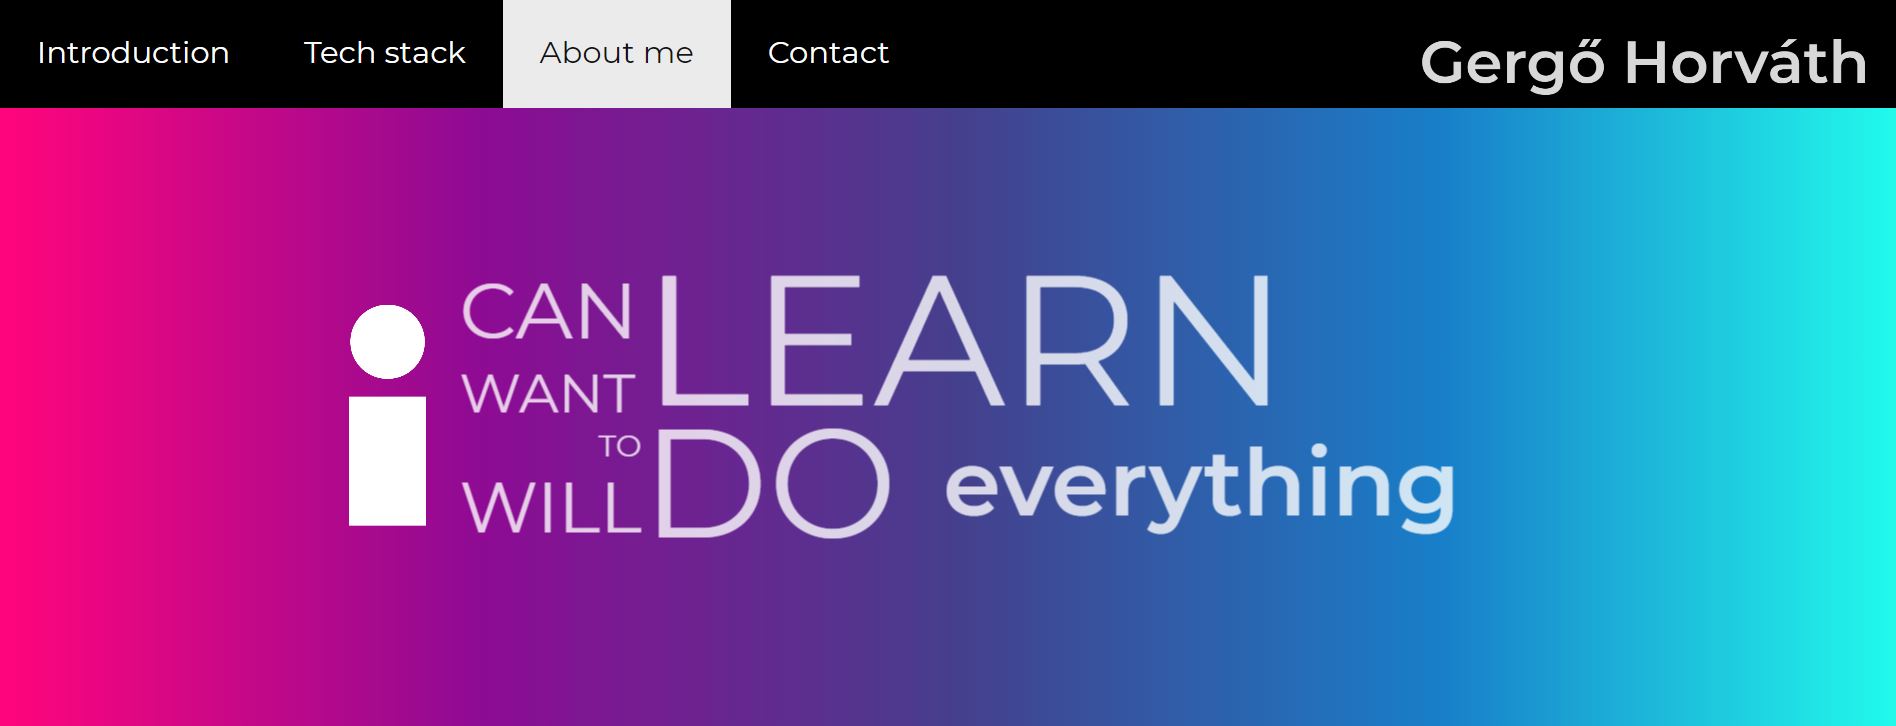 Introduction
Tech stack
About me
Contact
Gergő Horváth
i
CAN
WANT
TO
WILL
LEARN
DO
everything